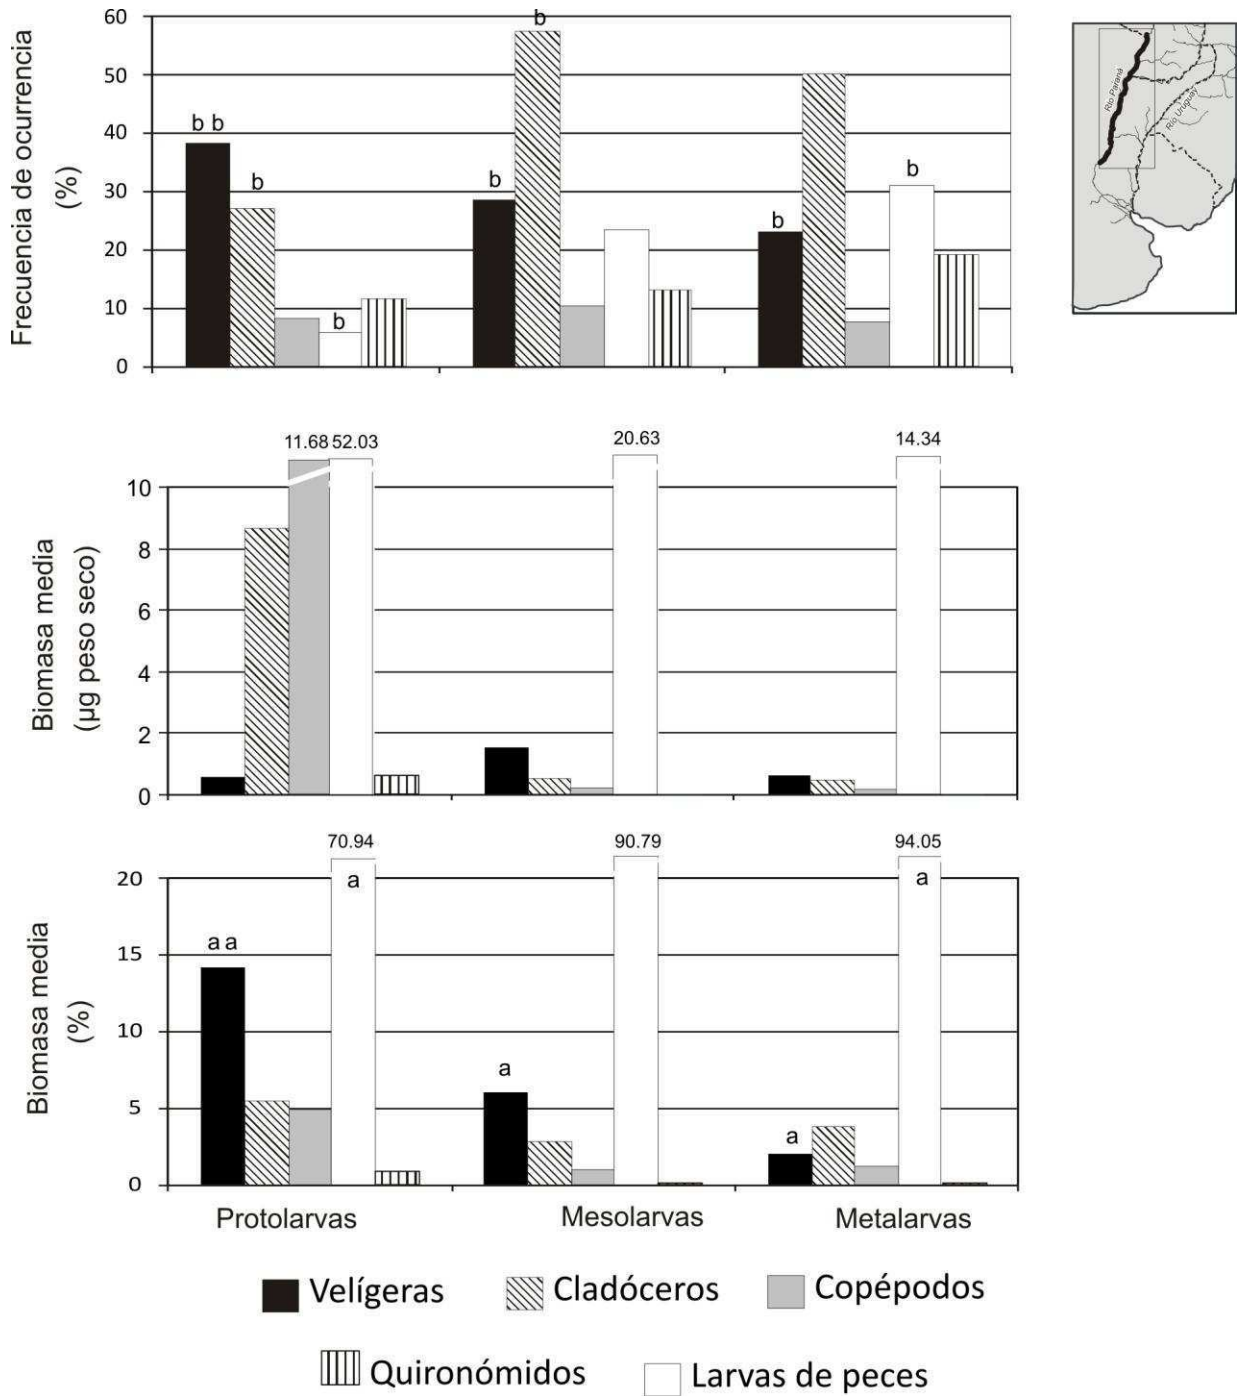 Frecuencia de ocurrencia
(%)
60
50
40
30
20
10
0
b b
b
b
b
b
b
b
Río Paraná
Río Uruguay
Biomasa media
(µg peso seco)
10
8
6
4
2
0
11.68 52.03
20.63
14.34
Biomasa media
(%)
20
15
10
5
0
70.94
90.79
94.05
a a
a
a
a
a
Protolarvas
Mesolarvas
Metalarvas
Velígeras
Cladóceros
Copépodos
Quironómidos
Larvas de peces